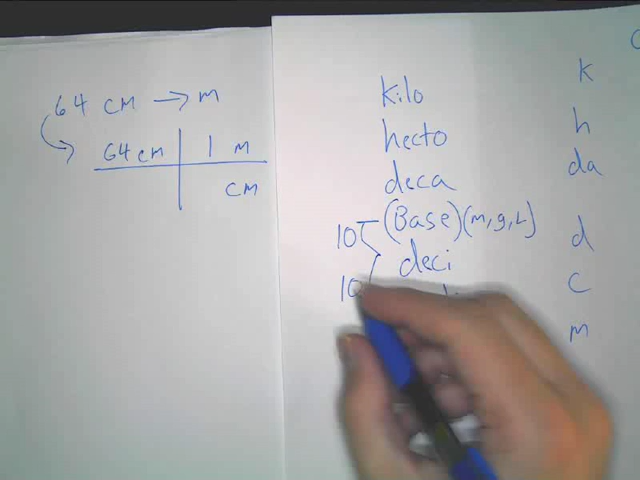 64 cm → m
64 cm | 1 m
cm
kilo k
hecto h
deca da
10 (Base) (m, g, L)
deci d
10 c
m